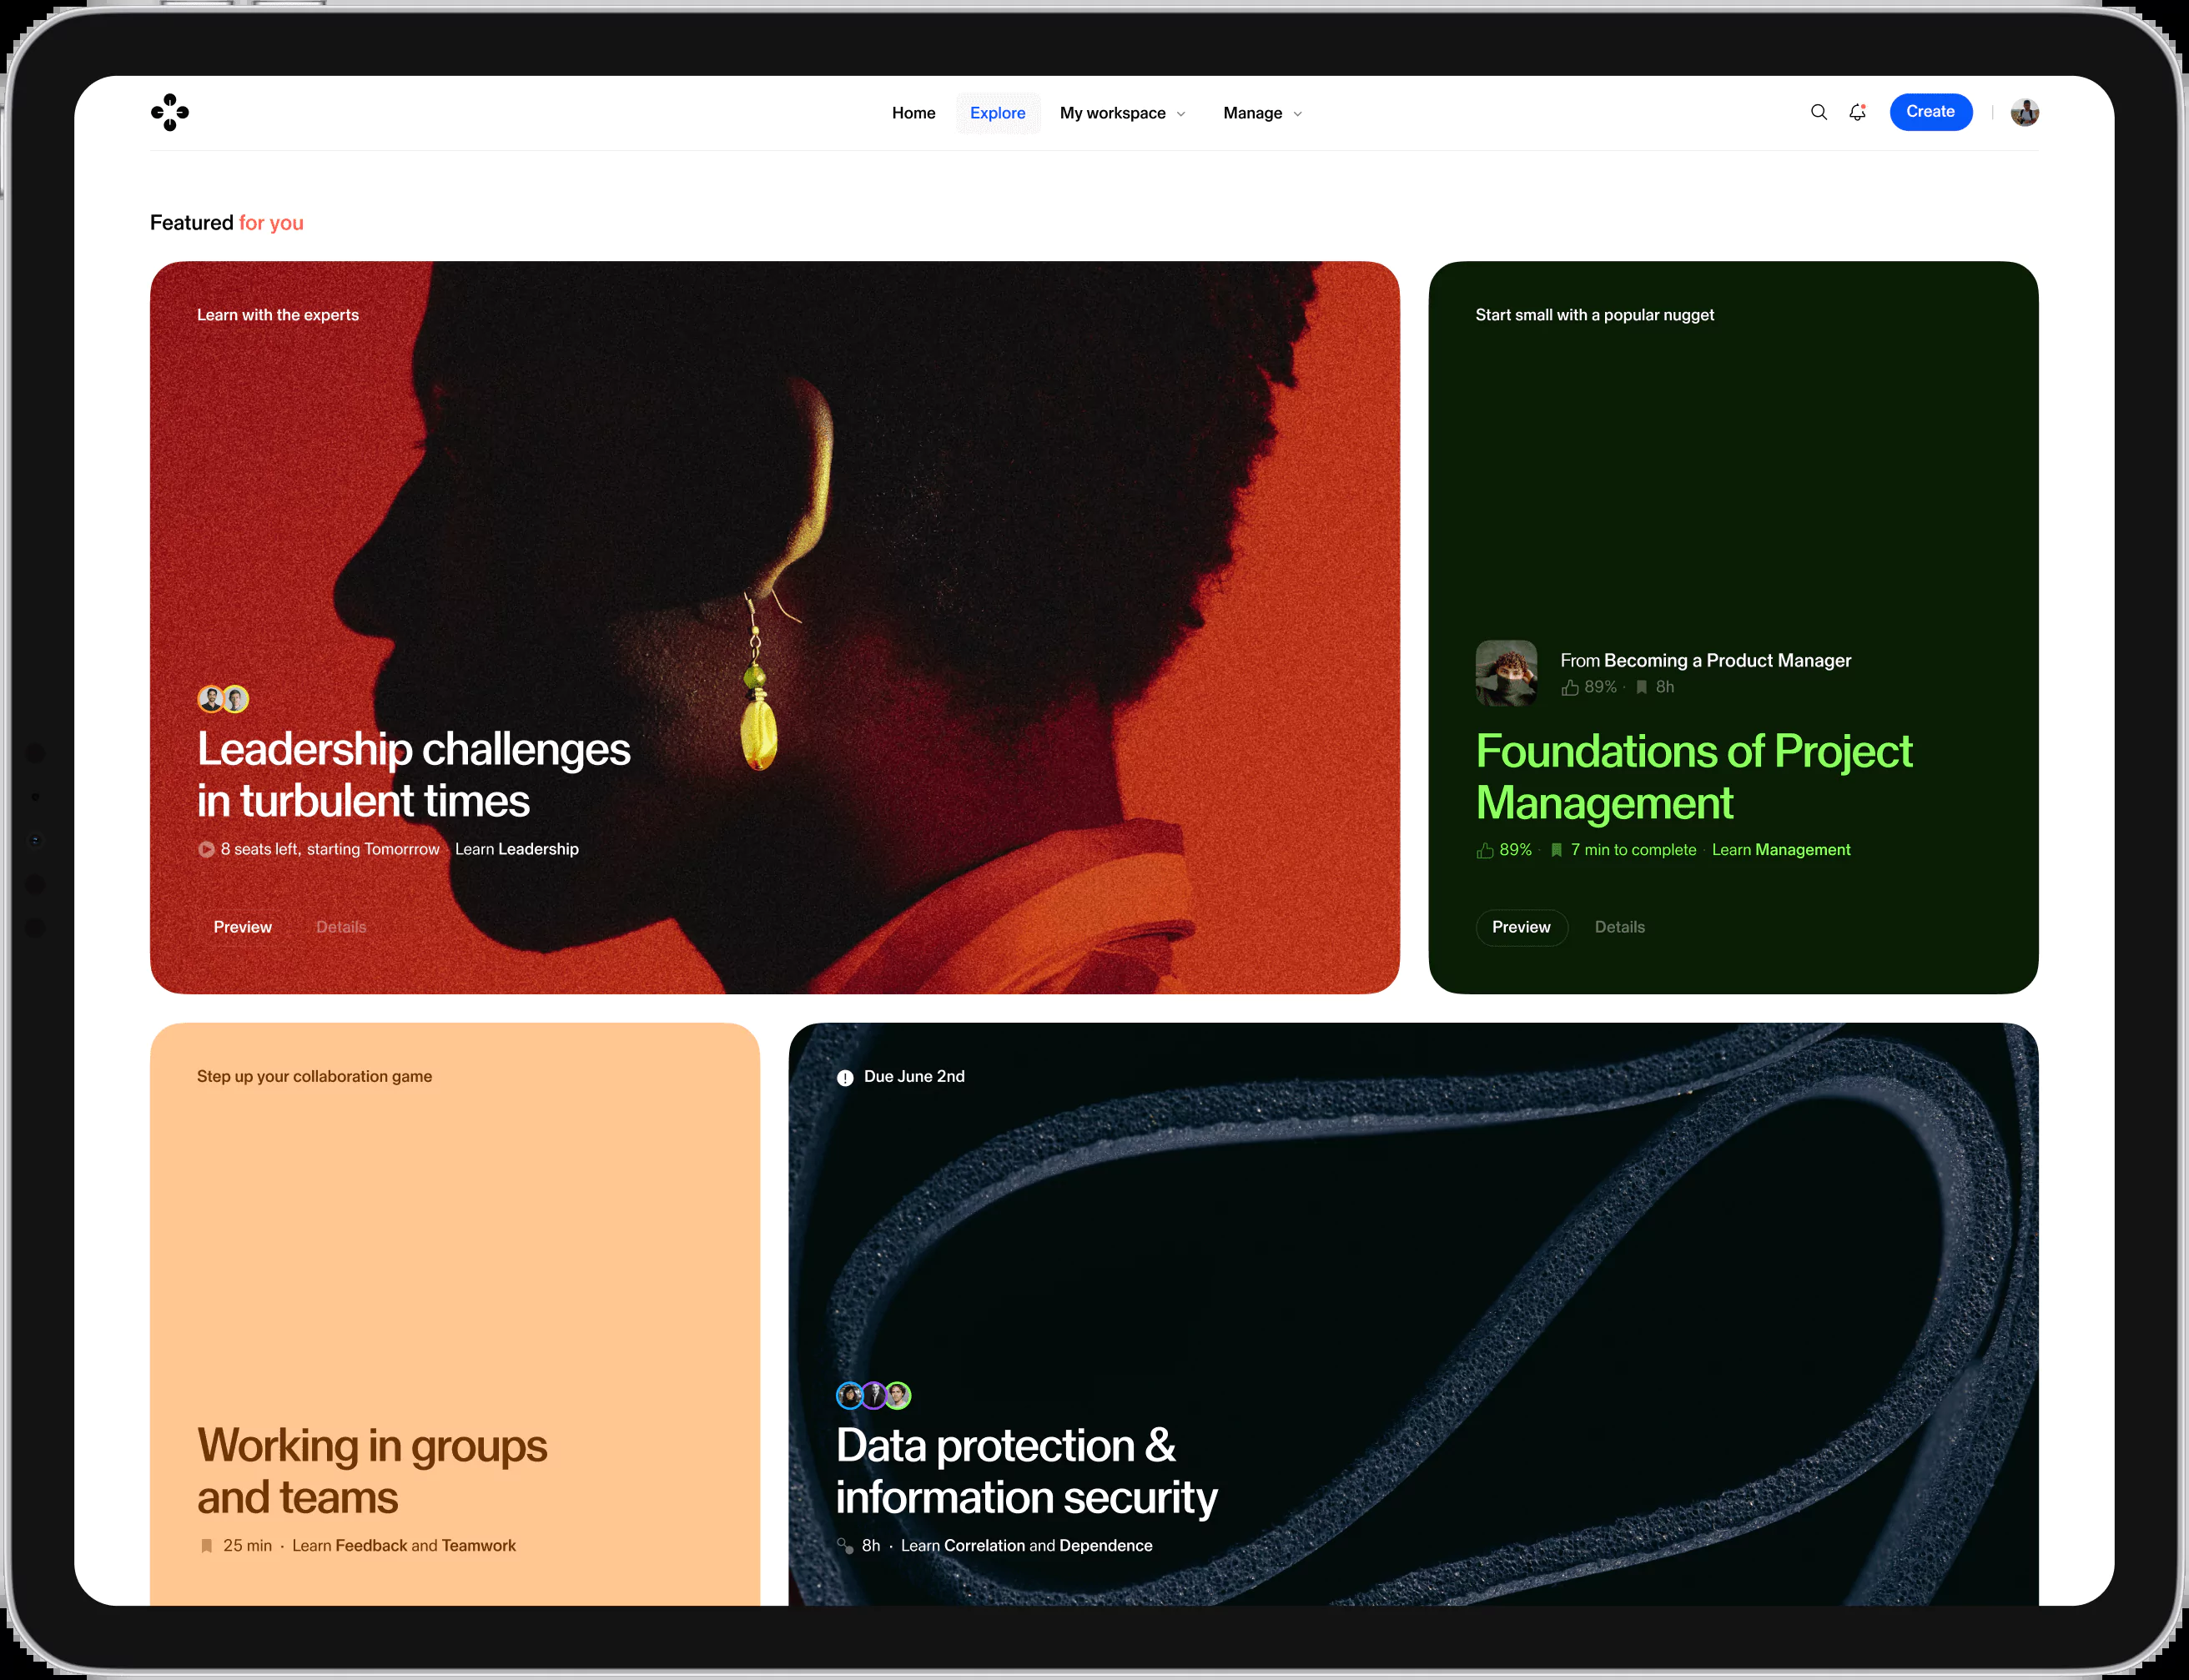 Home Explore My workspace Manage Create
Featured for you
Learn with the experts
Leadership challenges
in turbulent times
8 seats left, starting Tomorrrow Learn Leadership
Preview Details
Start small with a popular nugget
From Becoming a Product Manager
89% · 8h
Foundations of Project
Management
89% · 7 min to complete · Learn Management
Preview Details
Step up your collaboration game
Working in groups
and teams
25 min · Learn Feedback and Teamwork
Due June 2nd
Data protection &
information security
8h · Learn Correlation and Dependence